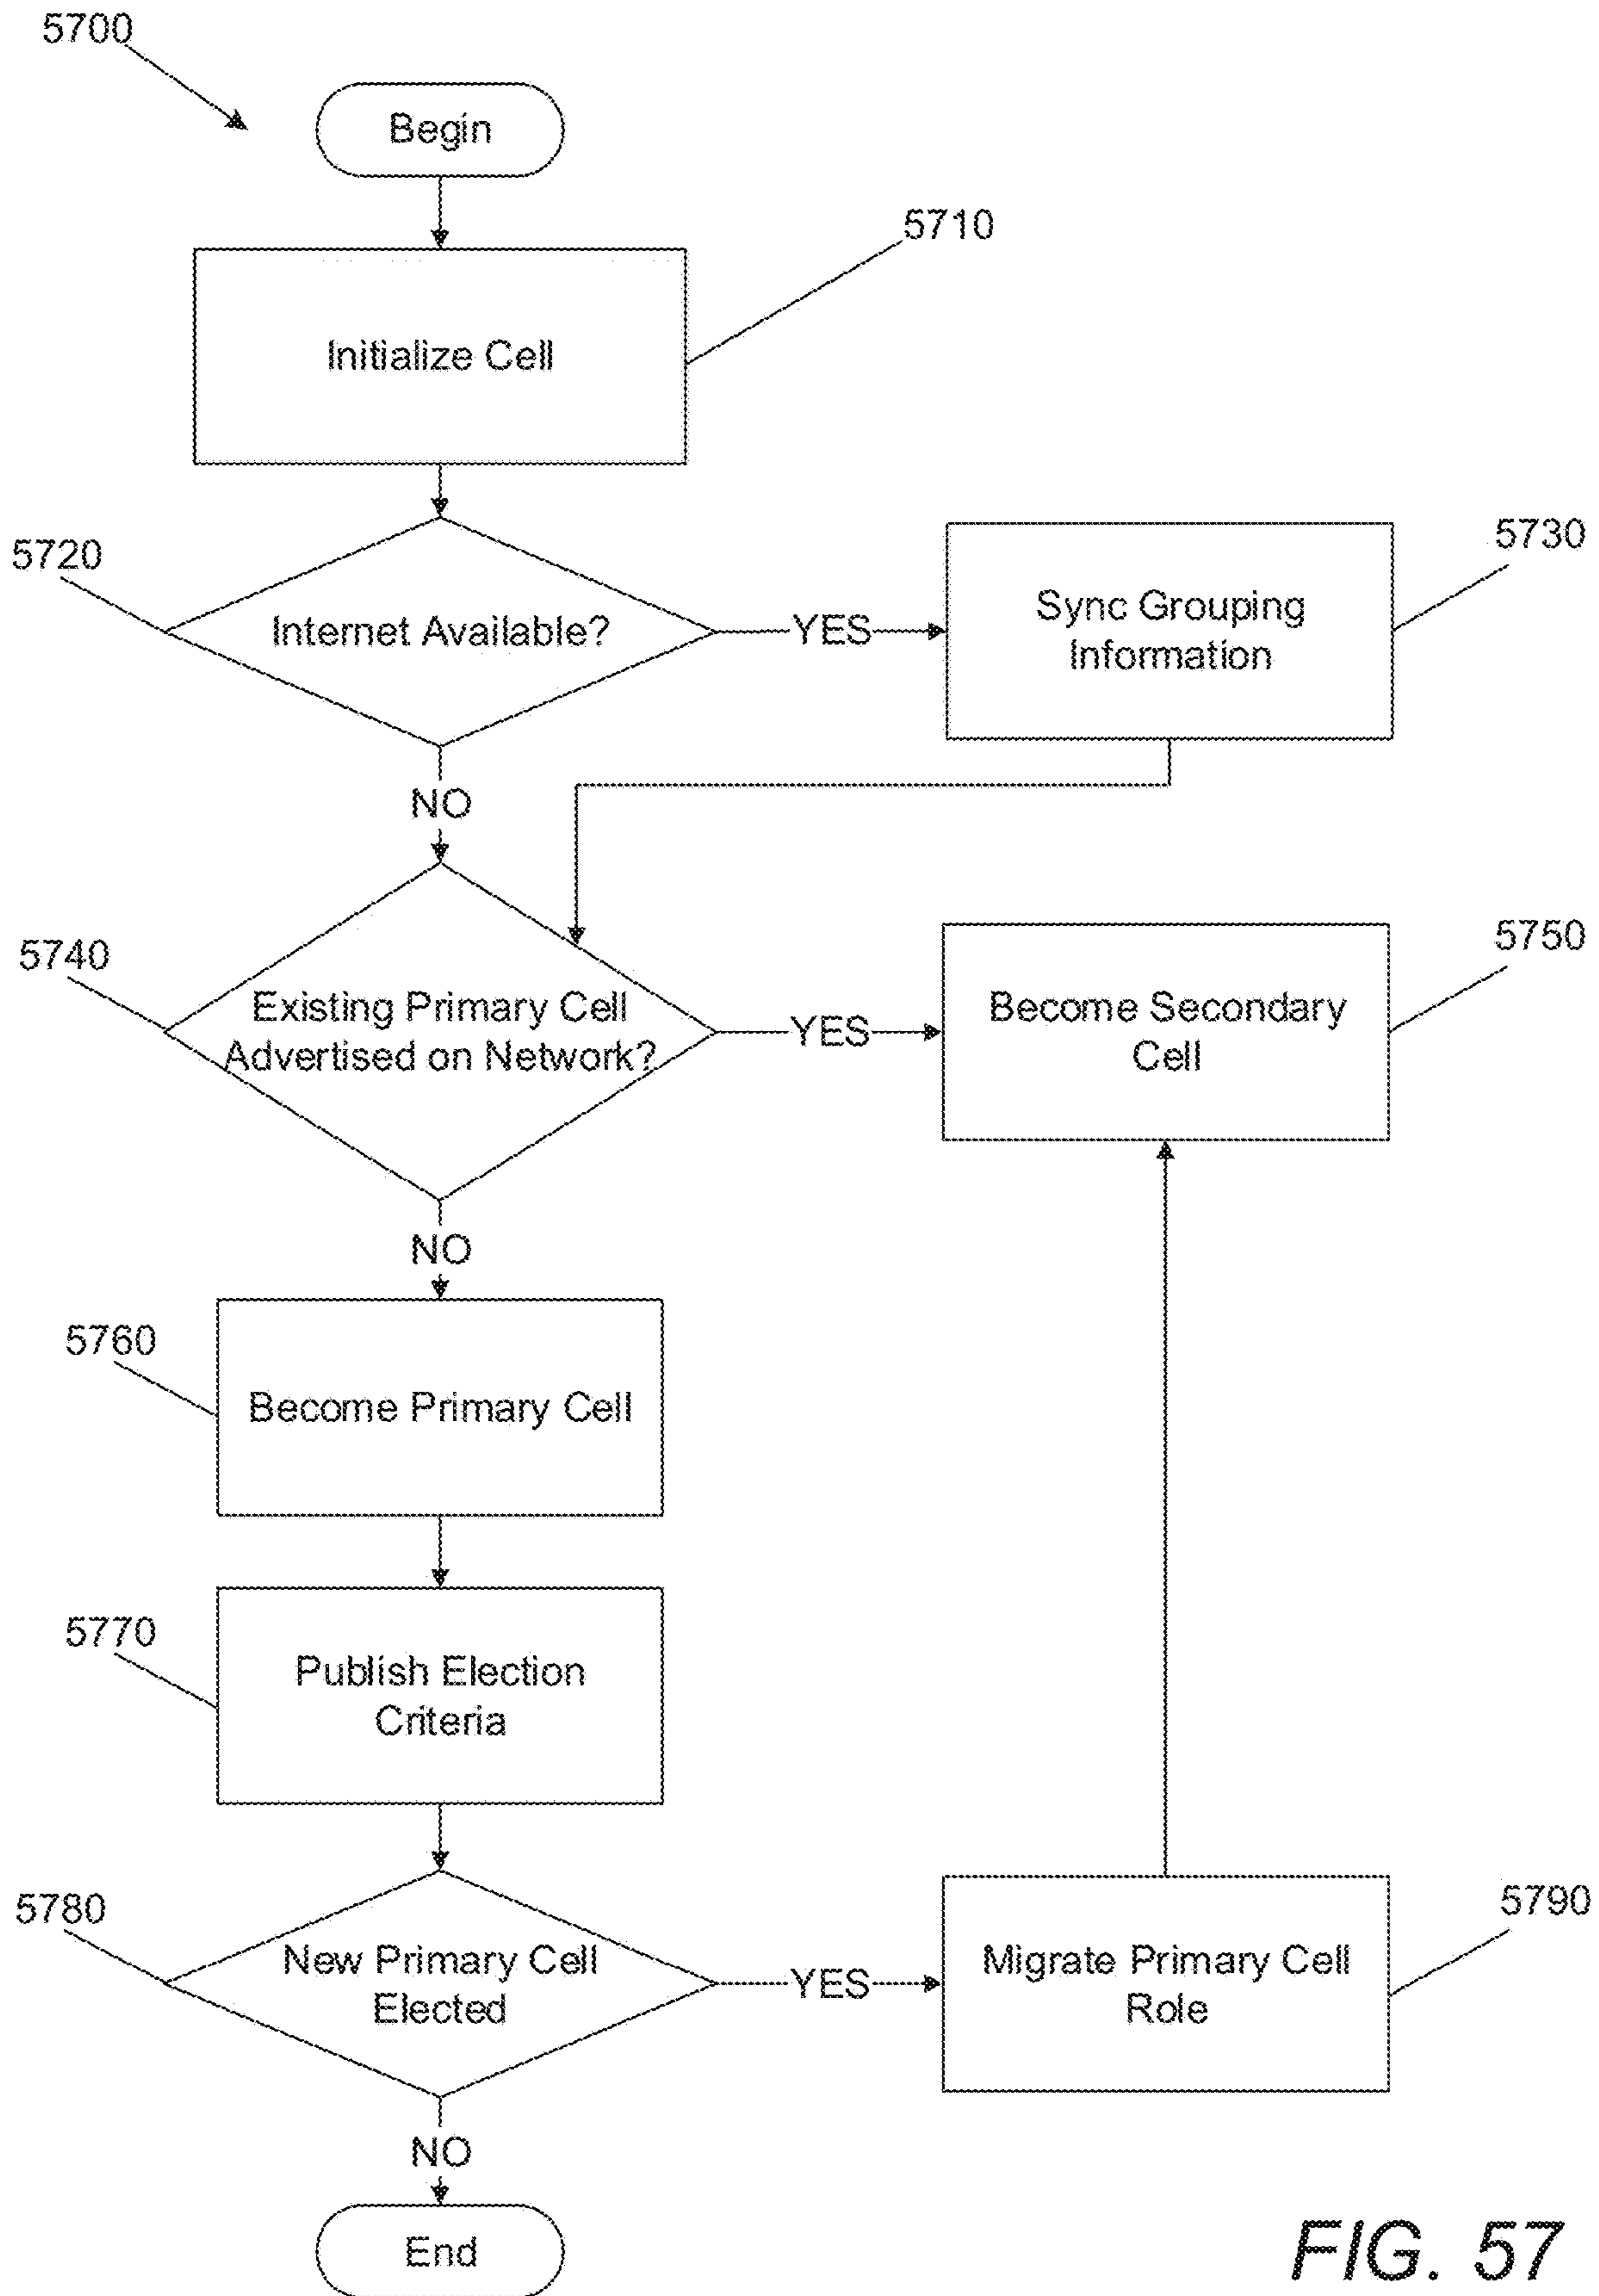 5700
Begin
5710
Initialize Cell
5720
Internet Available?
YES
5730
Sync Grouping
Information
NO
5740
Existing Primary Cell
Advertised on Network?
YES
5750
Become Secondary
Cell
NO
5760
Become Primary Cell
5770
Publish Election
Criteria
5780
New Primary Cell
Elected
YES
5790
Migrate Primary Cell
Role
NO
End
FIG. 57